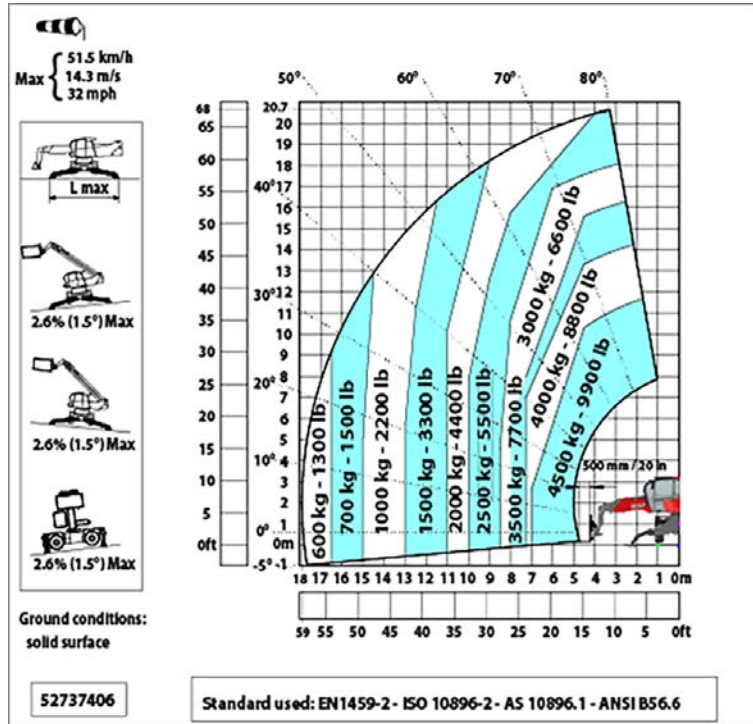 Max
51.5 km/h
14.3 m/s
32 mph
L max
2.6% (1.5°) Max
2.6% (1.5°) Max
2.6% (1.5°) Max
Ground conditions:
solid surface
52737406
50° 60° 70° 80°
40°
30°
20°
10°
0°
-5°
68 65 60 55 50 45 40 35 30 25 20 15 10 5 0ft
20.7 20 19 18 17 16 15 14 13 12 11 10 9 8 7 6 5 4 3 2 1 0m -1
600 kg - 1300 lb
700 kg - 1500 lb
1000 kg - 2200 lb
1500 kg - 3300 lb
2000 kg - 4400 lb
2500 kg - 5500 lb
3500 kg - 7700 lb
3000 kg - 6600 lb
4000 kg - 8800 lb
4500 kg - 9900 lb
500 mm / 20 in
18 17 16 15 14 13 12 11 10 9 8 7 6 5 4 3 2 1 0m
59 55 50 45 40 35 30 25 20 15 10 5 0ft
Standard used: EN1459-2 - ISO 10896-2 - AS 10896.1 - ANSI B56.6